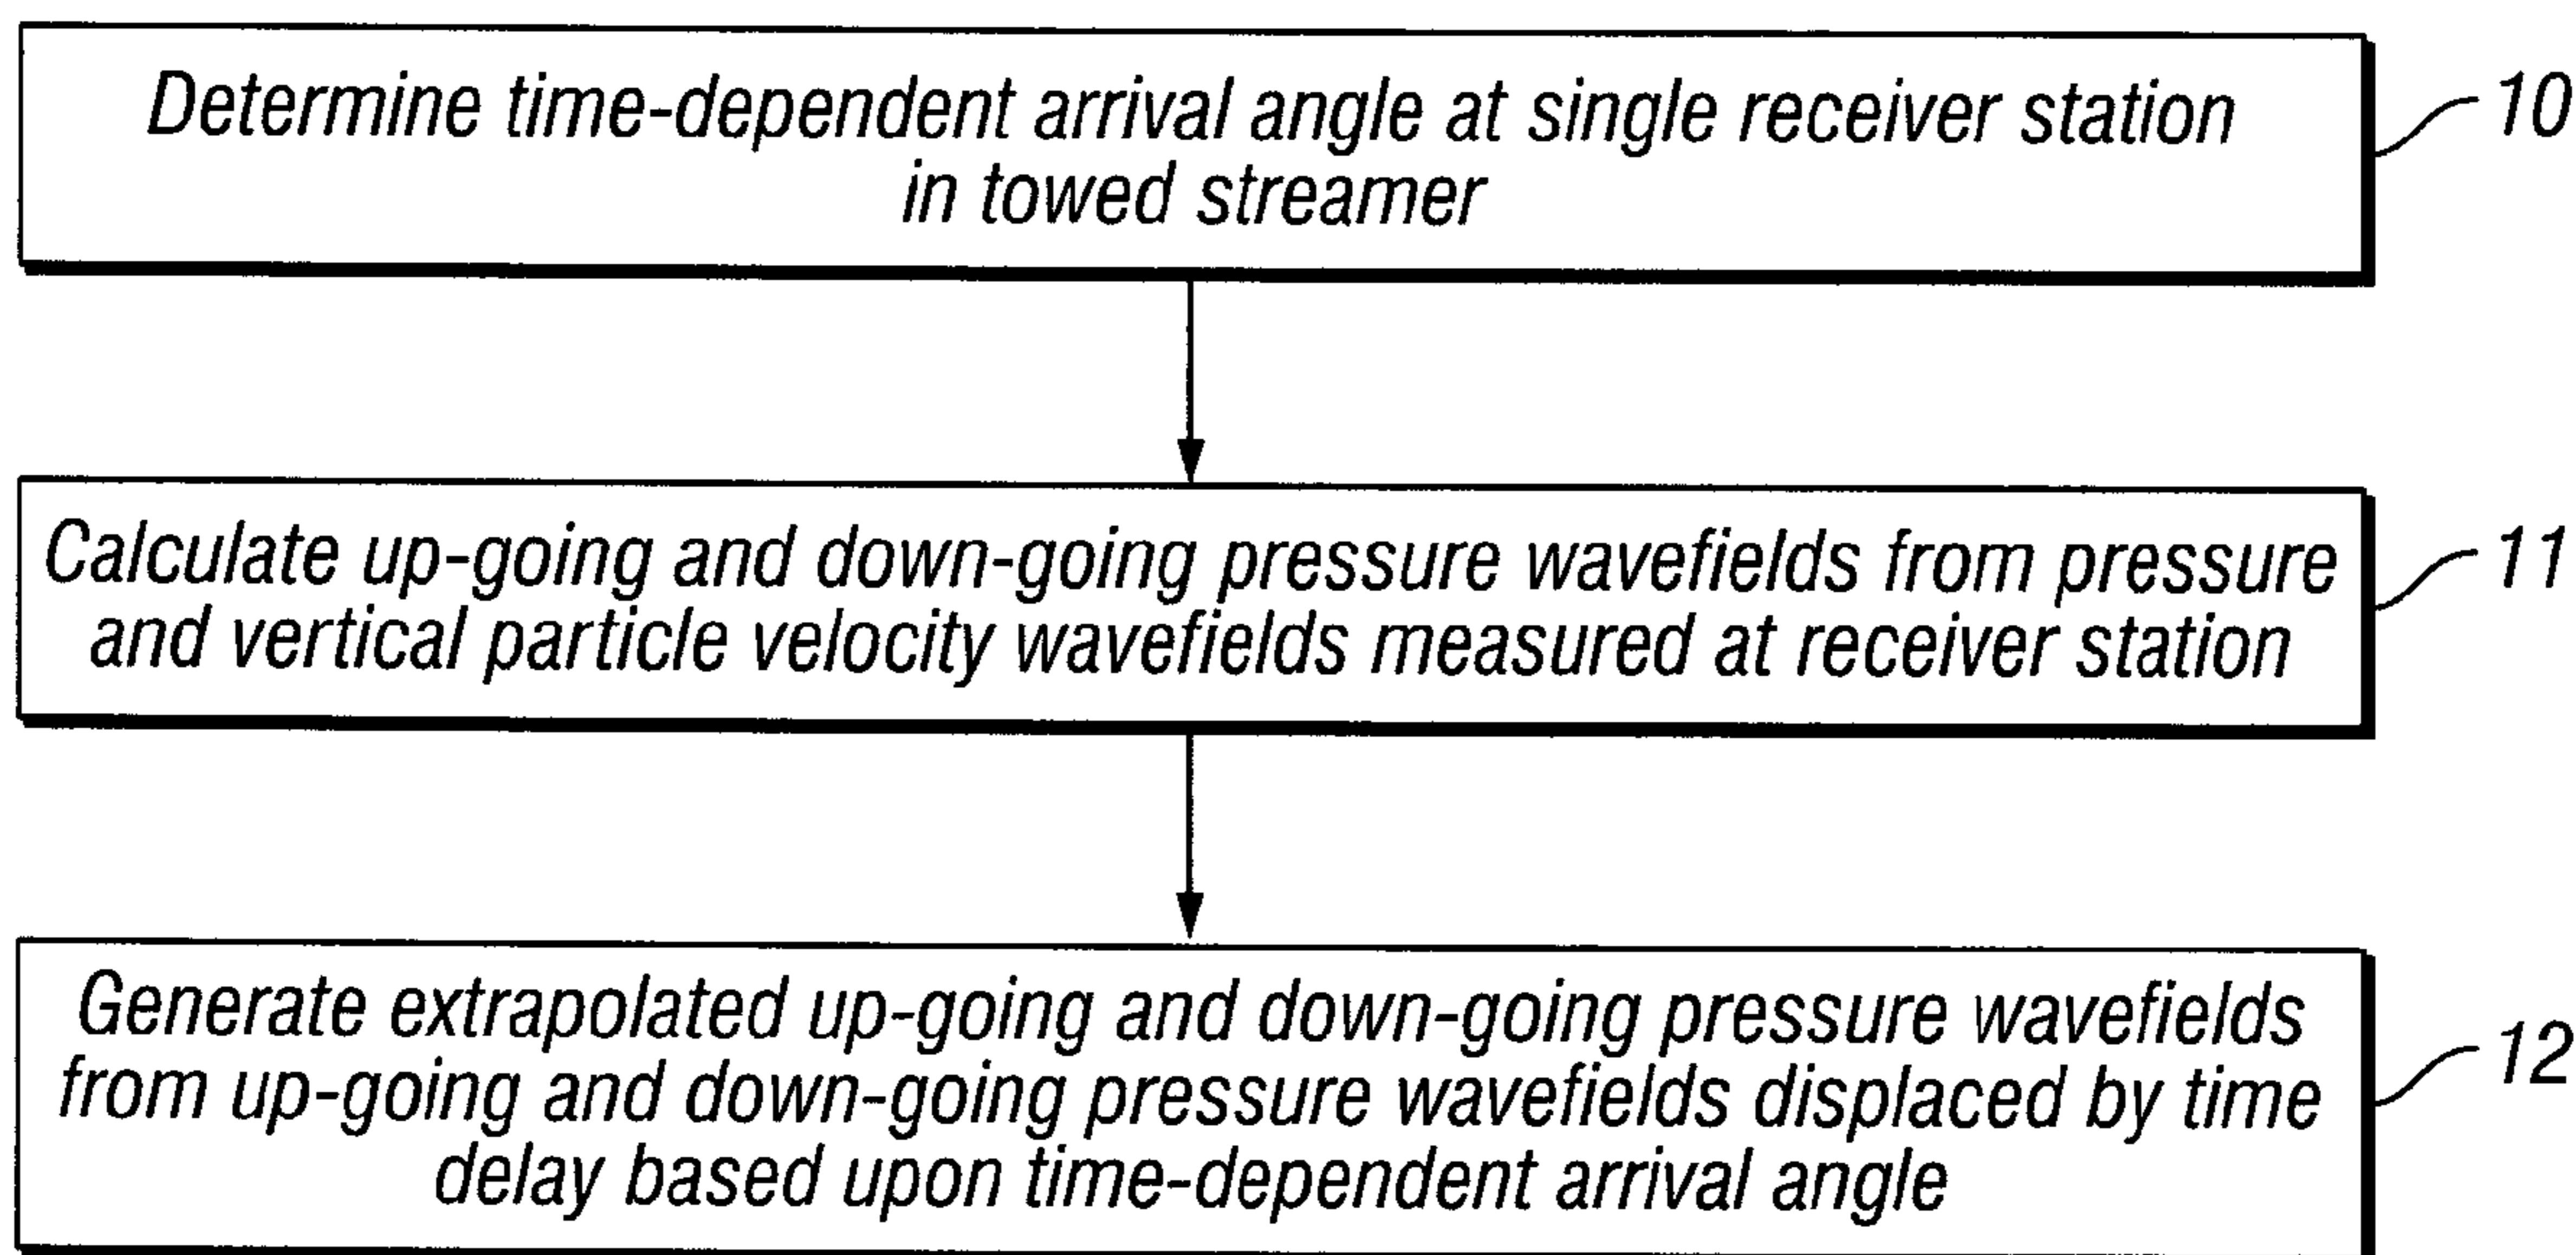 Determine time-dependent arrival angle at single receiver station
in towed streamer
10
Calculate up-going and down-going pressure wavefields from pressure
and vertical particle velocity wavefields measured at receiver station
11
Generate extrapolated up-going and down-going pressure wavefields
from up-going and down-going pressure wavefields displaced by time
delay based upon time-dependent arrival angle
12